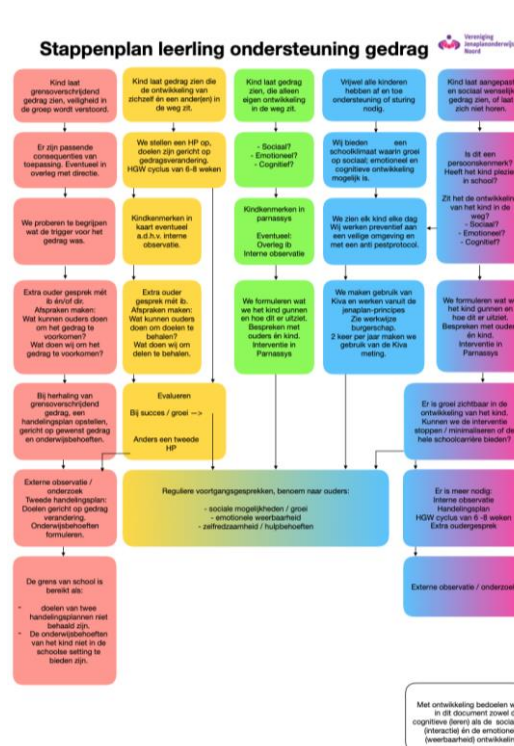 Stappenplan leerling ondersteuning gedrag
Vereniging
Jenaplanonderwijs
Noord
Kind laat
grensoverschrijdend
gedrag zien, veiligheid in
de groep wordt verstoord.
Er zijn passende
consequenties van
toepassing. Eventueel in
overleg met directie.
We proberen te begrijpen
wat de trigger voor het
gedrag was.
Extra ouder gesprek mét
ib én/of dir.
Afspraken maken:
Wat kunnen ouders doen
om het gedrag te
voorkomen?
Wat doen wij om het
gedrag te voorkomen?
Bij herhaling van
grensoverschrijdend
gedrag, een
handelingsplan opstellen,
gericht op gewenst gedrag
en onderwijsbehoeften.
Externe observatie /
onderzoek
Tweede handelingsplan:
Doelen gericht op gedrag
verandering.
Onderwijsbehoeften
formuleren.
De grens van school is
bereikt als:
- doelen van twee
handelingsplannen niet
behaald zijn.
- De onderwijsbehoeften
van het kind niet in de
schoolse setting te
bieden zijn.
Kind laat gedrag zien die
de ontwikkeling van
zichzelf én een ander(en) in
de weg zit.
We stellen een HP op,
doelen zijn gericht op
gedragsverandering.
HGW cyclus van 6-8 weken
Kindkenmerken in
kaart eventueel
a.d.h.v. interne
observatie.
Extra ouder
gesprek mét ib.
Afspraken maken:
Wat kunnen ouders
doen om doelen te
behalen?
Wat doen wij om
delen te behalen.
Evalueren
Bij succes / groei —>
Anders een tweede
HP
Kind laat gedrag
zien, die alleen
eigen ontwikkeling
in de weg zit.
- Sociaal?
- Emotioneel?
- Cognitief?
Kindkenmerken in
parnassys
Eventueel:
Overleg ib
Interne observatie
We formuleren wat
we het kind gunnen
en hoe dit er uitziet.
Bespreken met
ouders én kind.
Interventie in
Parnassys
Vrijwel alle kinderen
hebben af en toe
ondersteuning of sturing
nodig.
Wij bieden een
schoolklimaat waarin groei
op sociaal; emotioneel en
cognitieve ontwikkeling
mogelijk is.
We zien elk kind elke dag
Wij werken preventief aan
een veilige omgeving en
met een anti pestprotocol.
We maken gebruik van
Kiva en werken vanuit de
jenaplan-principes
Zie werkwijze
burgerschap.
2 keer per jaar maken we
gebruik van de Kiva
meting.
Reguliere voortgangsgesprekken, benoem naar ouders:
- sociale mogelijkheden / groei
- emotionele weerbaarheid
- zelfredzaamheid / hulpbehoeften
Kind laat aangepast
en sociaal wenselijk
gedrag zien, of laat
zich niet horen.
Is dit een
persoonskenmerk?
Heeft het kind plezier
in school?
Zit het de ontwikkeling
van het kind in de
weg?
- Sociaal?
- Emotioneel?
- Cognitief?
We formuleren wat we
het kind gunnen en
hoe dit er uitziet.
Bespreken met ouders
én kind.
Interventie in
Parnassys
Er is groei zichtbaar in de
ontwikkeling van het kind.
Kunnen we de interventie
stoppen / minimaliseren of de
hele schoolcarrière bieden?
Er is meer nodig:
Interne observatie
Handelingsplan
HGW cyclus van 6 -8 weken
Extra oudergesprek
Externe observatie / onderzoek
Met ontwikkeling bedoelen we
in dit document zowel de
cognitieve (leren) als de sociale
(interactie) én de emotionele
(weerbaarheid) ontwikkeling